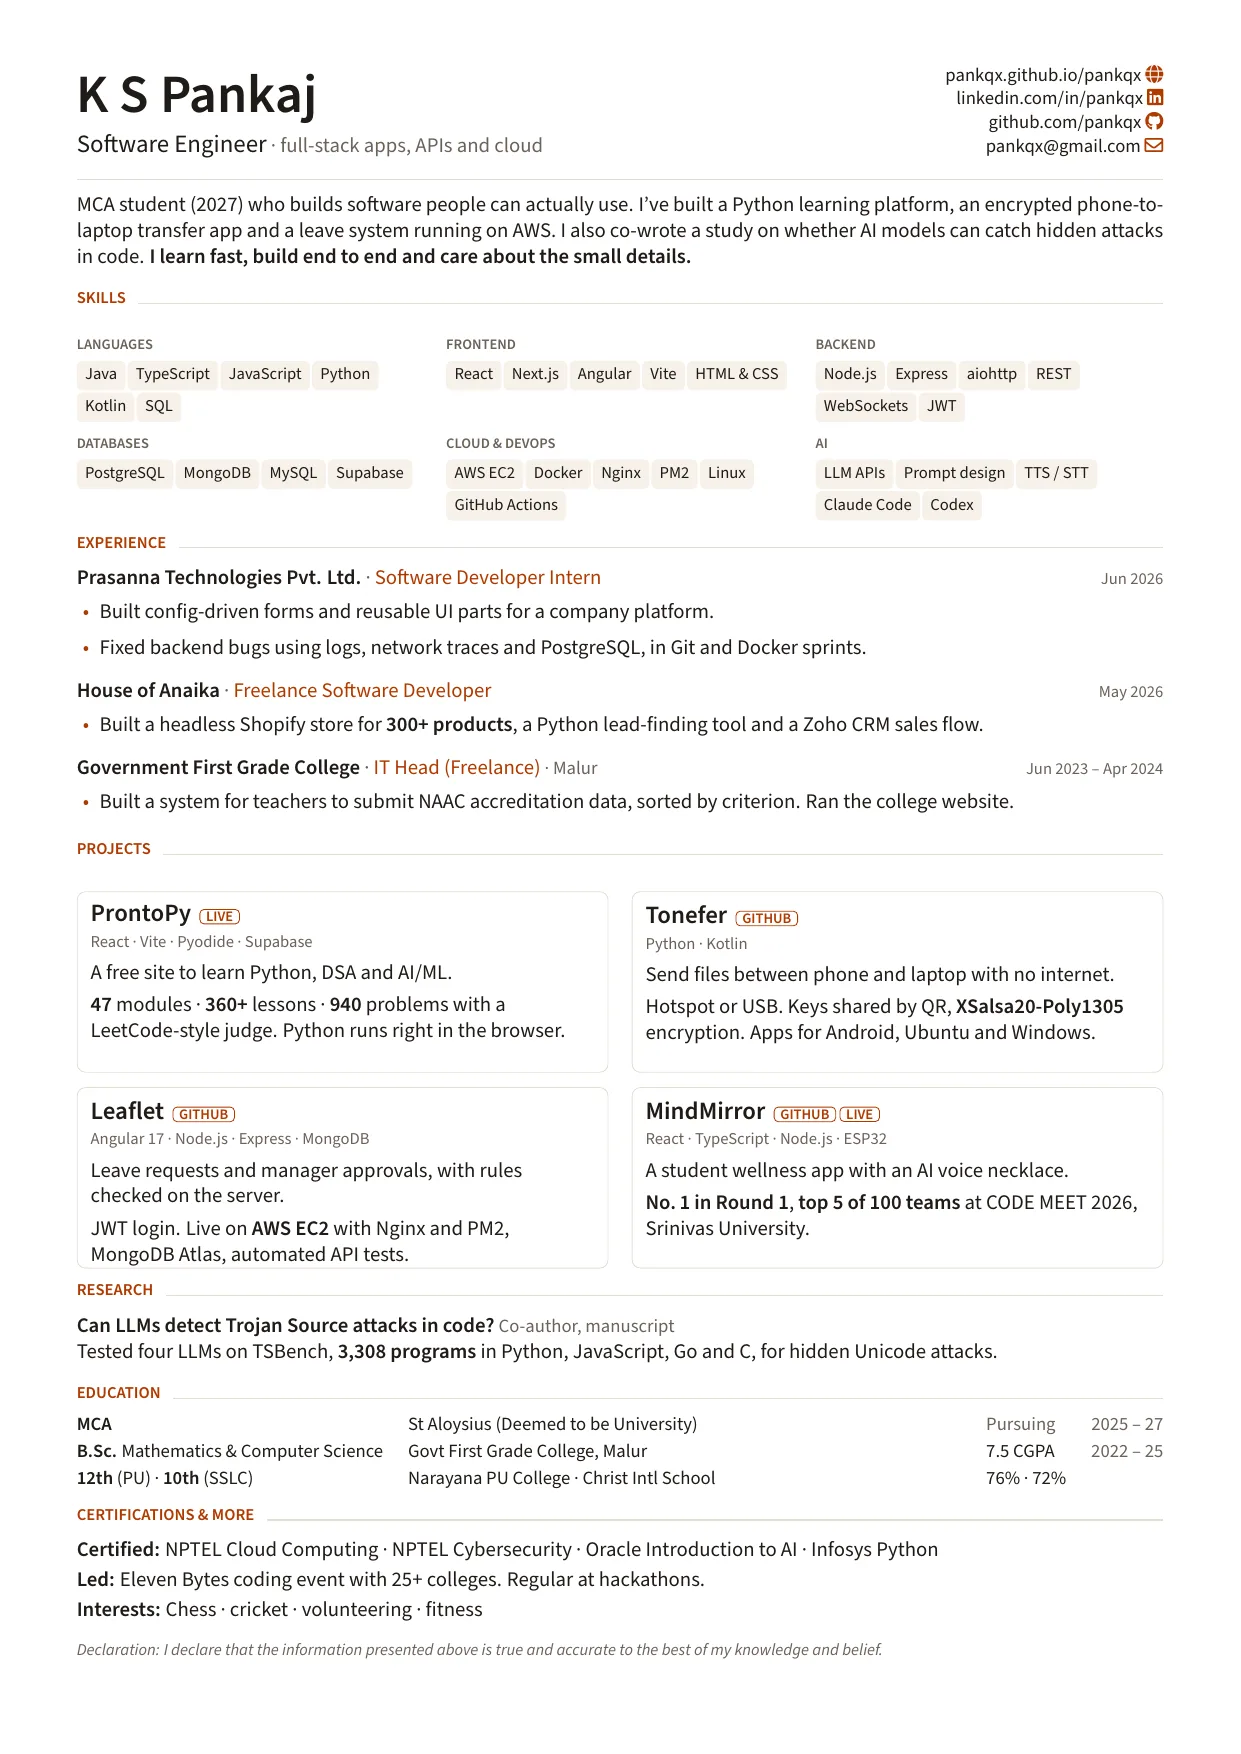 K S Pankaj
Software Engineer · full-stack apps, APIs and cloud
pankqx.github.io/pankqx
linkedin.com/in/pankqx
github.com/pankqx
pankqx@gmail.com
MCA student (2027) who builds software people can actually use. I’ve built a Python learning platform, an encrypted phone-to-
laptop transfer app and a leave system running on AWS. I also co-wrote a study on whether AI models can catch hidden attacks
in code. I learn fast, build end to end and care about the small details.
SKILLS
LANGUAGES
Java TypeScript JavaScript Python
Kotlin SQL
FRONTEND
React Next.js Angular Vite HTML & CSS
BACKEND
Node.js Express aiohttp REST
WebSockets JWT
DATABASES
PostgreSQL MongoDB MySQL Supabase
CLOUD & DEVOPS
AWS EC2 Docker Nginx PM2 Linux
GitHub Actions
AI
LLM APIs Prompt design TTS / STT
Claude Code Codex
EXPERIENCE
Prasanna Technologies Pvt. Ltd. · Software Developer Intern Jun 2026
• Built config-driven forms and reusable UI parts for a company platform.
• Fixed backend bugs using logs, network traces and PostgreSQL, in Git and Docker sprints.
House of Anaika · Freelance Software Developer May 2026
• Built a headless Shopify store for 300+ products, a Python lead-finding tool and a Zoho CRM sales flow.
Government First Grade College · IT Head (Freelance) · Malur Jun 2023 – Apr 2024
• Built a system for teachers to submit NAAC accreditation data, sorted by criterion. Ran the college website.
PROJECTS
ProntoPy LIVE
React · Vite · Pyodide · Supabase
A free site to learn Python, DSA and AI/ML.
47 modules · 360+ lessons · 940 problems with a
LeetCode-style judge. Python runs right in the browser.
Tonefer GITHUB
Python · Kotlin
Send files between phone and laptop with no internet.
Hotspot or USB. Keys shared by QR, XSalsa20-Poly1305
encryption. Apps for Android, Ubuntu and Windows.
Leaflet GITHUB
Angular 17 · Node.js · Express · MongoDB
Leave requests and manager approvals, with rules
checked on the server.
JWT login. Live on AWS EC2 with Nginx and PM2,
MongoDB Atlas, automated API tests.
MindMirror GITHUB LIVE
React · TypeScript · Node.js · ESP32
A student wellness app with an AI voice necklace.
No. 1 in Round 1, top 5 of 100 teams at CODE MEET 2026,
Srinivas University.
RESEARCH
Can LLMs detect Trojan Source attacks in code? Co-author, manuscript
Tested four LLMs on TSBench, 3,308 programs in Python, JavaScript, Go and C, for hidden Unicode attacks.
EDUCATION
MCA St Aloysius (Deemed to be University) Pursuing 2025 – 27
B.Sc. Mathematics & Computer Science Govt First Grade College, Malur 7.5 CGPA 2022 – 25
12th (PU) · 10th (SSLC) Narayana PU College · Christ Intl School 76% · 72%
CERTIFICATIONS & MORE
Certified: NPTEL Cloud Computing · NPTEL Cybersecurity · Oracle Introduction to AI · Infosys Python
Led: Eleven Bytes coding event with 25+ colleges. Regular at hackathons.
Interests: Chess · cricket · volunteering · fitness
Declaration: I declare that the information presented above is true and accurate to the best of my knowledge and belief.